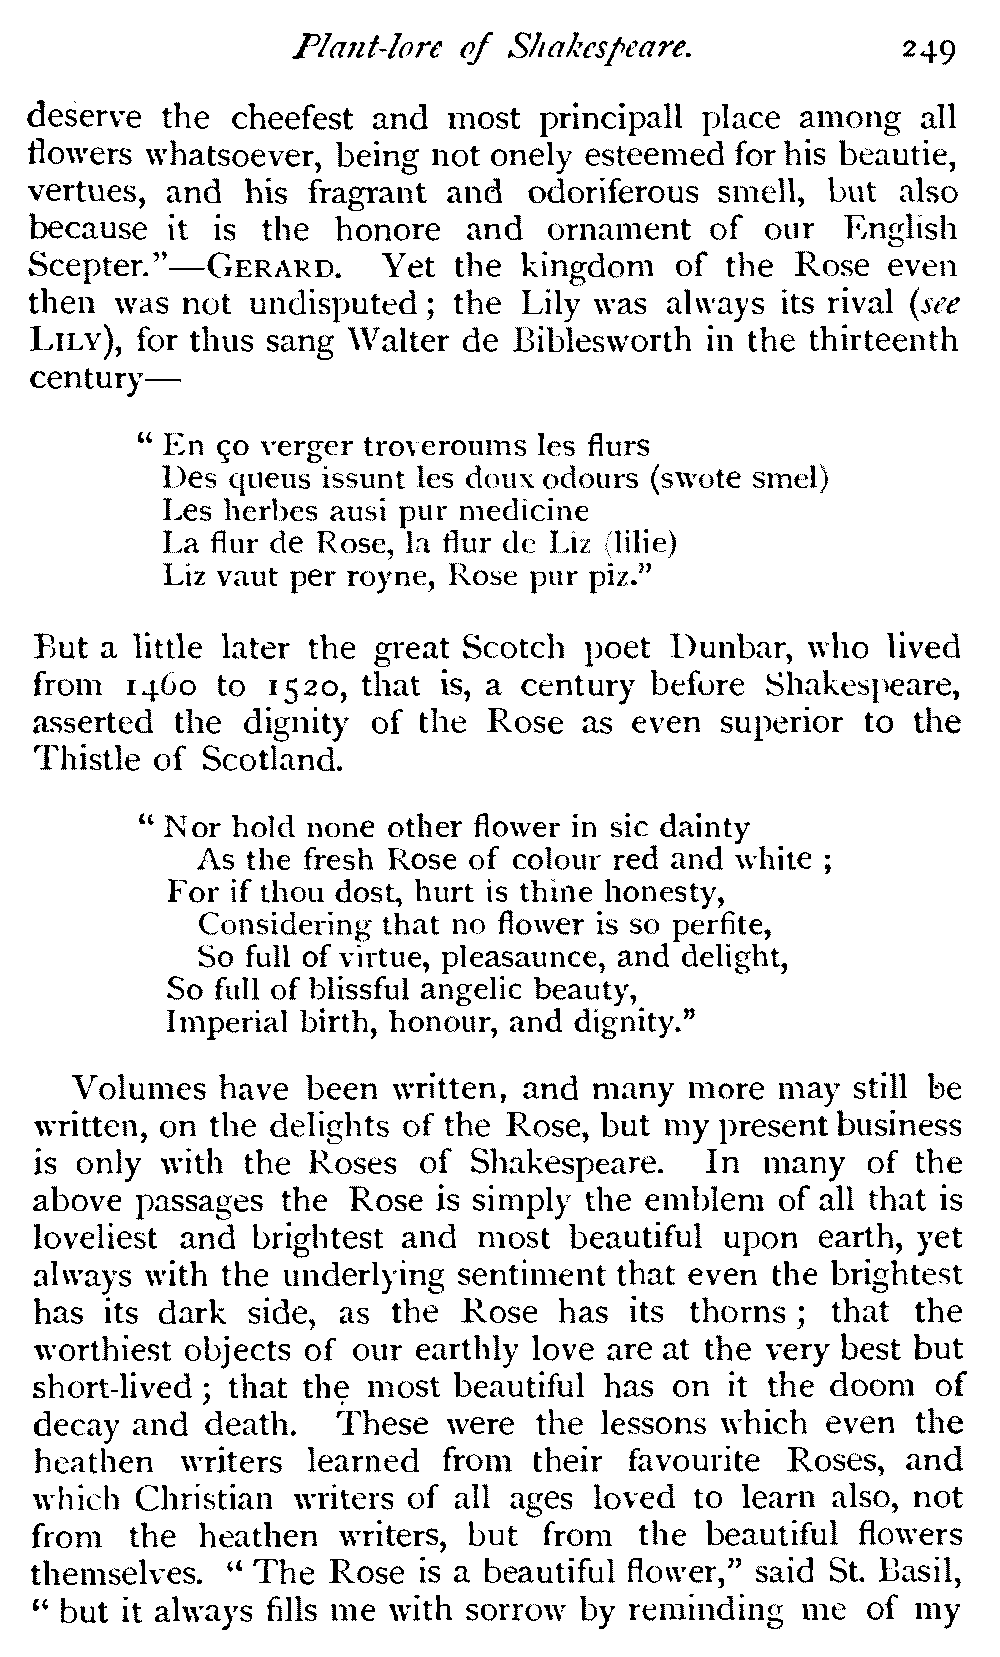 Plant-lore of Shakespeare. 249
deserve the cheefest and most principall place among all
flowers whatsoever, being not onely esteemed for his beautie,
vertues, and his fragrant and odoriferous smell, but also
because it is the honore and ornament of our English
Scepter."—GERARD. Yet the kingdom of the Rose even
then was not undisputed; the Lily was always its rival (see
LILY), for thus sang Walter de Biblesworth in the thirteenth
century—
" En ço verger troveroums les flurs
Des queus issunt les doux odours (swote smel)
Les herbes ausi pur medicine
La flur de Rose, la flur de Liz (lilie)
Liz vaut per royne, Rose pur piz."
But a little later the great Scotch poet Dunbar, who lived
from 1460 to 1520, that is, a century before Shakespeare,
asserted the dignity of the Rose as even superior to the
Thistle of Scotland.
" Nor hold none other flower in sic dainty
As the fresh Rose of colour red and white ;
For if thou dost, hurt is thine honesty,
Considering that no flower is so perfite,
So full of virtue, pleasaunce, and delight,
So full of blissful angelic beauty,
Imperial birth, honour, and dignity."
Volumes have been written, and many more may still be
written, on the delights of the Rose, but my present business
is only with the Roses of Shakespeare. In many of the
above passages the Rose is simply the emblem of all that is
loveliest and brightest and most beautiful upon earth, yet
always with the underlying sentiment that even the brightest
has its dark side, as the Rose has its thorns ; that the
worthiest objects of our earthly love are at the very best but
short-lived ; that the most beautiful has on it the doom of
decay and death. These were the lessons which even the
heathen writers learned from their favourite Roses, and
which Christian writers of all ages loved to learn also, not
from the heathen writers, but from the beautiful flowers
themselves. " The Rose is a beautiful flower," said St. Basil,
" but it always fills me with sorrow by reminding me of my